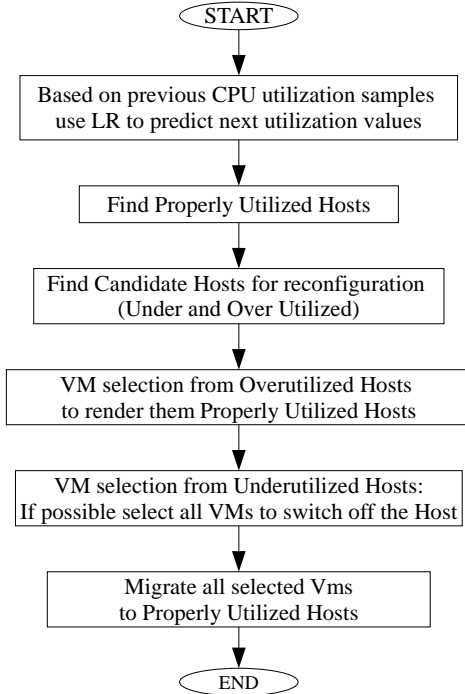 START
Based on previous CPU utilization samples
use LR to predict next utilization values
Find Properly Utilized Hosts
Find Candidate Hosts for reconfiguration
(Under and Over Utilized)
VM selection from Overutilized Hosts
to render them Properly Utilized Hosts
VM selection from Underutilized Hosts:
If possible select all VMs to switch off the Host
Migrate all selected Vms
to Properly Utilized Hosts
END